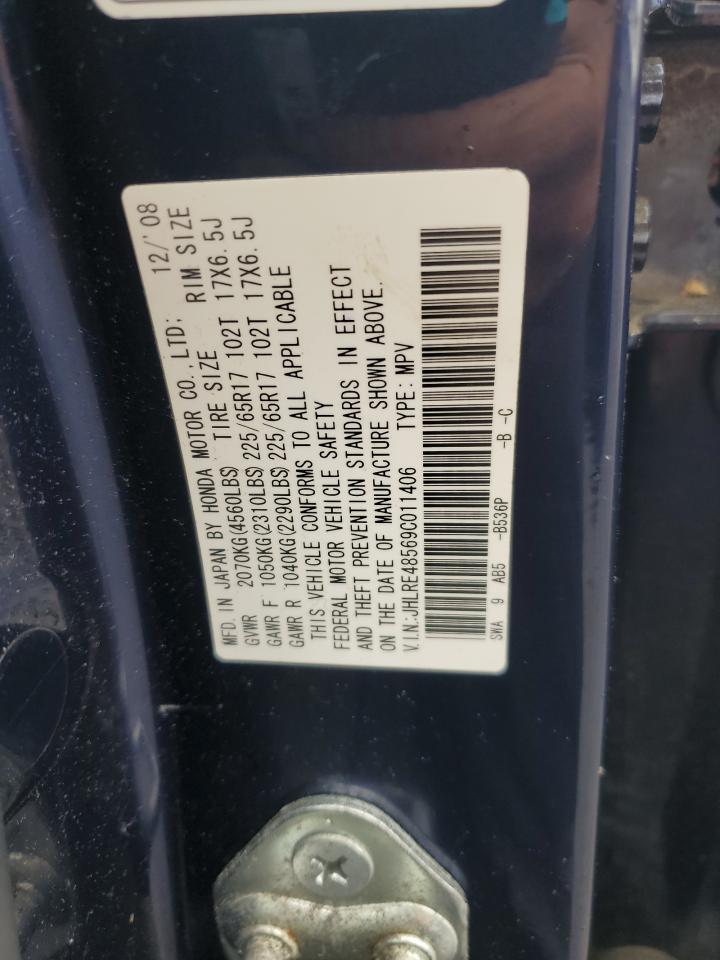 MFD. IN JAPAN BY HONDA MOTOR CO., LTD; 12/'08
GVWR 2070KG(4560LBS) TIRE SIZE RIM SIZE
GAWR F 1050KG(2310LBS) 225/65R17 102T 17X6.5J
GAWR R 1040KG(2290LBS) 225/65R17 102T 17X6.5J
THIS VEHICLE CONFORMS TO ALL APPLICABLE
FEDERAL MOTOR VEHICLE SAFETY
AND THEFT PREVENTION STANDARDS IN EFFECT
ON THE DATE OF MANUFACTURE SHOWN ABOVE.
V.I.N.:JHLRE48569C011406 TYPE: MPV
SWA 9 AB5 -B536P -B -C